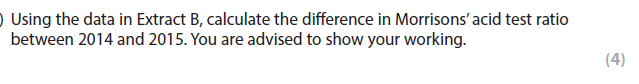 ) Using the data in Extract B, calculate the difference in Morrisons’ acid test ratio
between 2014 and 2015. You are advised to show your working.
(4)